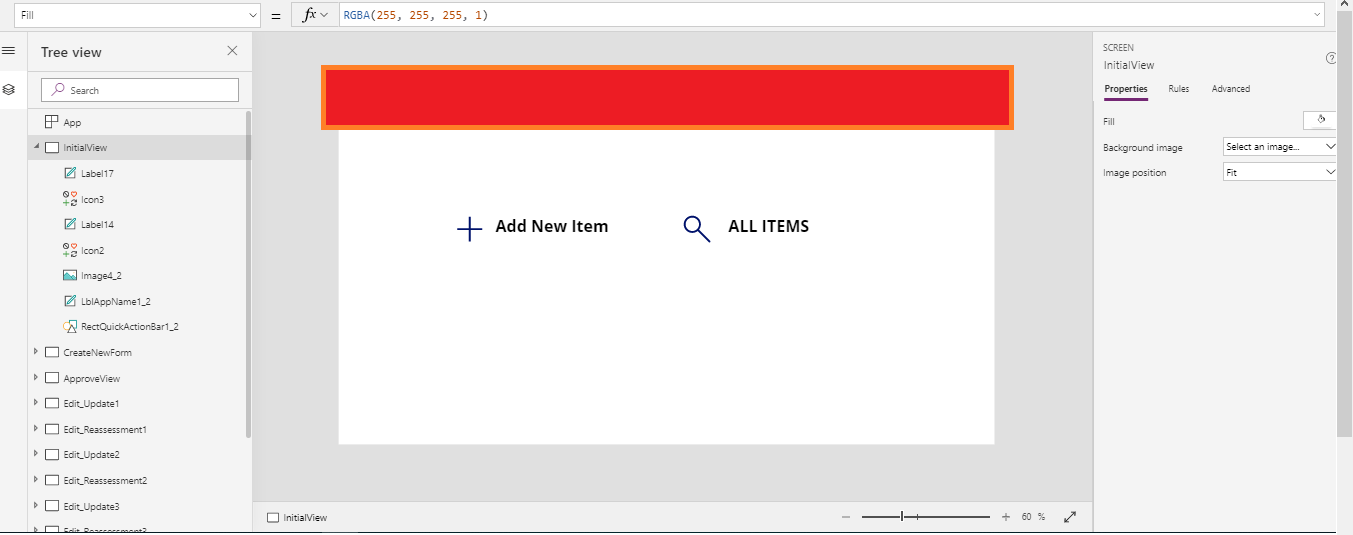 Fill
= fx RGBA(255, 255, 255, 1)
Tree view
Search
App
InitialView
Label17
Icon3
Label14
Icon2
Image4_2
LblAppName1_2
RectQuickActionBar1_2
CreateNewForm
ApproveView
Edit_Update1
Edit_Reassessment1
Edit_Update2
Edit_Reassessment2
Edit_Update3
Edit_Reassessment3
Add New Item
ALL ITEMS
InitialView
60 %
SCREEN
InitialView
Properties Rules Advanced
Fill
Background image Select an image...
Image position Fit